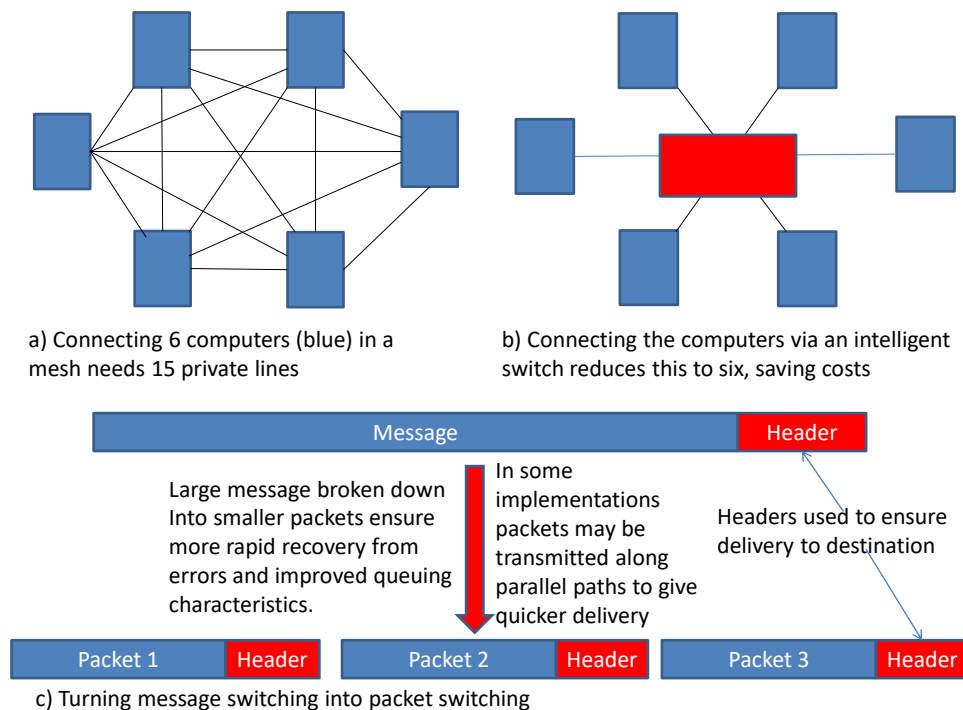 a) Connecting 6 computers (blue) in a
mesh needs 15 private lines
b) Connecting the computers via an intelligent
switch reduces this to six, saving costs
Message
Header
Large message broken down
Into smaller packets ensure
more rapid recovery from
errors and improved queuing
characteristics.
In some
implementations
packets may be
transmitted along
parallel paths to give
quicker delivery
Headers used to ensure
delivery to destination
Packet 1
Header
Packet 2
Header
Packet 3
Header
c) Turning message switching into packet switching